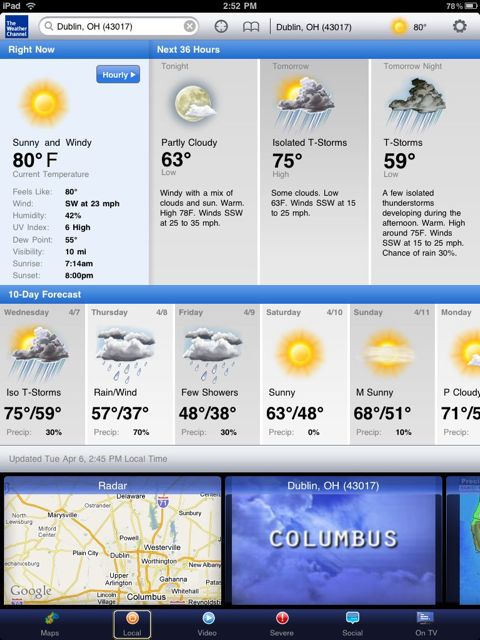 iPad
2:52 PM
78%
The
Weather
Channel
Dublin, OH (43017)
Dublin, OH (43017)
80°
Right Now
Next 36 Hours
Hourly
Sunny and Windy
80° F
Current Temperature
Feels Like: 80°
Wind: SW at 23 mph
Humidity: 42%
UV Index: 6 High
Dew Point: 55°
Visibility: 10 mi
Sunrise: 7:14am
Sunset: 8:00pm
Tonight
Partly Cloudy
63°
Low
Windy with a mix of
clouds and sun. Warm.
High 78F. Winds SSW
at 25 to 35 mph.
Tomorrow
Isolated T-Storms
75°
High
Some clouds. Low
63F. Winds SSW at 15
to 25 mph.
Tomorrow Night
T-Storms
59°
Low
A few isolated
thunderstorms
developing during the
afternoon. Warm. High
around 75F. Winds
SSW at 15 to 25 mph.
Chance of rain 30%.
10-Day Forecast
Wednesday 4/7
Iso T-Storms
75°/59°
Precip: 30%
Thursday 4/8
Rain/Wind
57°/37°
Precip: 70%
Friday 4/9
Few Showers
48°/38°
Precip: 30%
Saturday 4/10
Sunny
63°/48°
Precip: 0%
Sunday 4/11
M Sunny
68°/51°
Precip: 10%
Monday
P Cloudy
71°/5
Precip:
Updated Tue Apr 6, 2:45 PM Local Time
Radar
Ostrander
Sunbury
North
Lewisburg
Marysville
71
Milford
Center
Powell
Plain City
Westerville
Dublin
Worthington
New Albany
Upper
Arlington
Gahanna
Whitehall
Google
Columbus
Reynoldsburg
Dublin, OH (43017)
COLUMBUS
Maps
Local
Video
Severe
Social
On TV